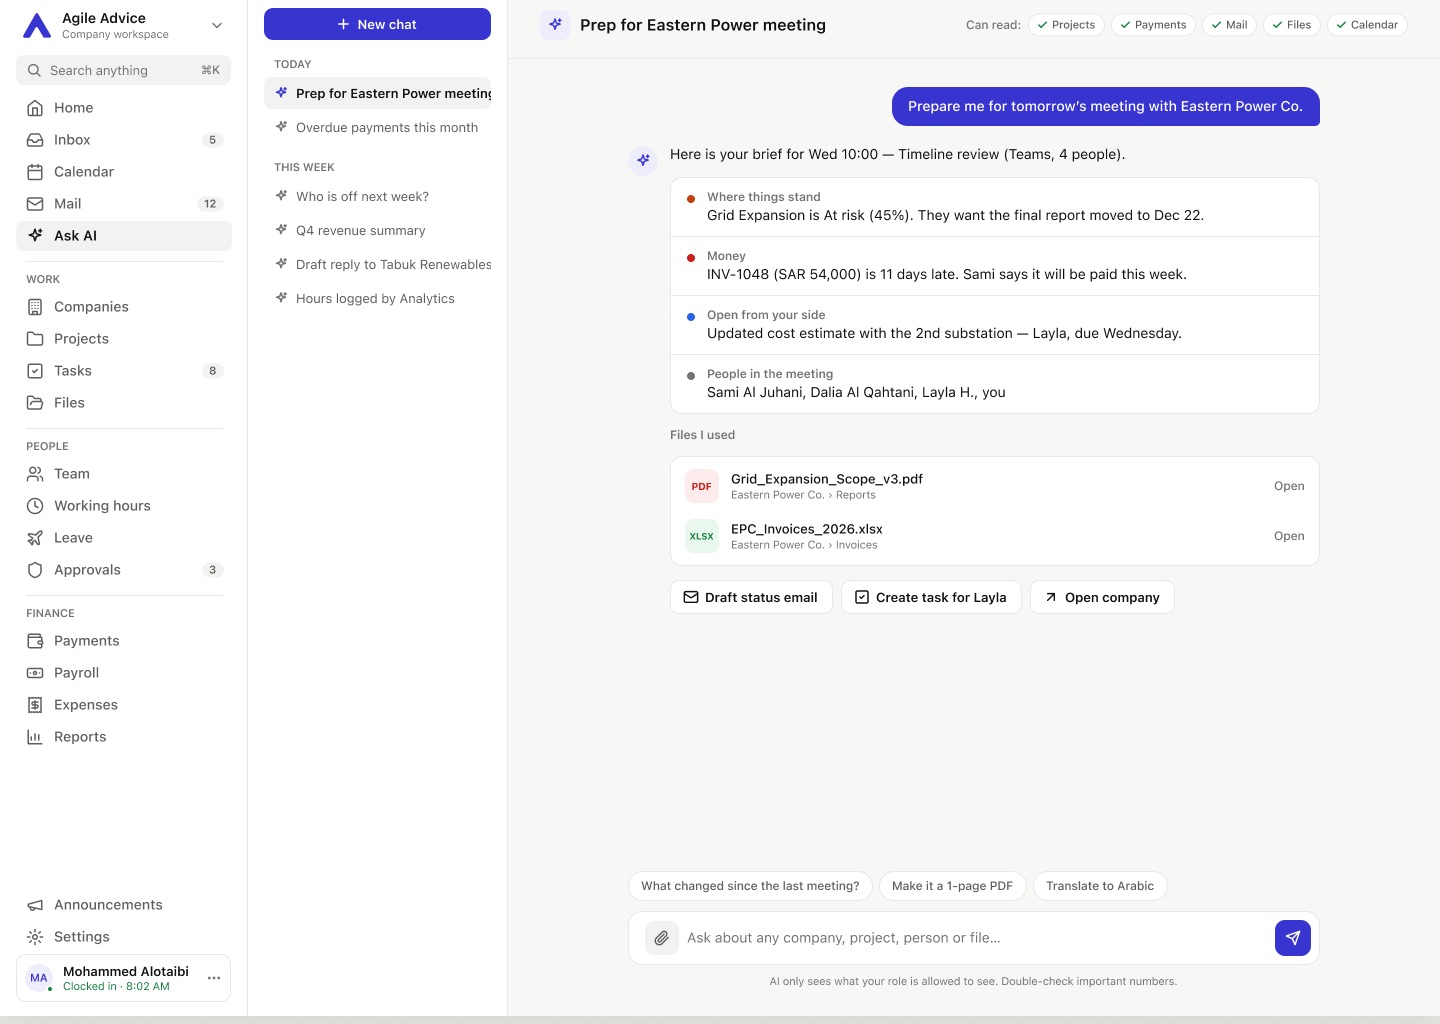 Agile Advice
Company workspace
Search anything ⌘K
Home
Inbox 5
Calendar
Mail 12
Ask AI
WORK
Companies
Projects
Tasks 8
Files
PEOPLE
Team
Working hours
Leave
Approvals 3
FINANCE
Payments
Payroll
Expenses
Reports
Announcements
Settings
MA
Mohammed Alotaibi
Clocked in · 8:02 AM
New chat
TODAY
Prep for Eastern Power meeting
Overdue payments this month
THIS WEEK
Who is off next week?
Q4 revenue summary
Draft reply to Tabuk Renewables
Hours logged by Analytics
Prep for Eastern Power meeting
Can read: Projects Payments Mail Files Calendar
Prepare me for tomorrow’s meeting with Eastern Power Co.
Here is your brief for Wed 10:00 — Timeline review (Teams, 4 people).
Where things stand
Grid Expansion is At risk (45%). They want the final report moved to Dec 22.
Money
INV-1048 (SAR 54,000) is 11 days late. Sami says it will be paid this week.
Open from your side
Updated cost estimate with the 2nd substation — Layla, due Wednesday.
People in the meeting
Sami Al Juhani, Dalia Al Qahtani, Layla H., you
Files I used
PDF
Grid_Expansion_Scope_v3.pdf
Eastern Power Co. › Reports
Open
XLSX
EPC_Invoices_2026.xlsx
Eastern Power Co. › Invoices
Open
Draft status email
Create task for Layla
Open company
What changed since the last meeting?
Make it a 1-page PDF
Translate to Arabic
Ask about any company, project, person or file...
AI only sees what your role is allowed to see. Double-check important numbers.